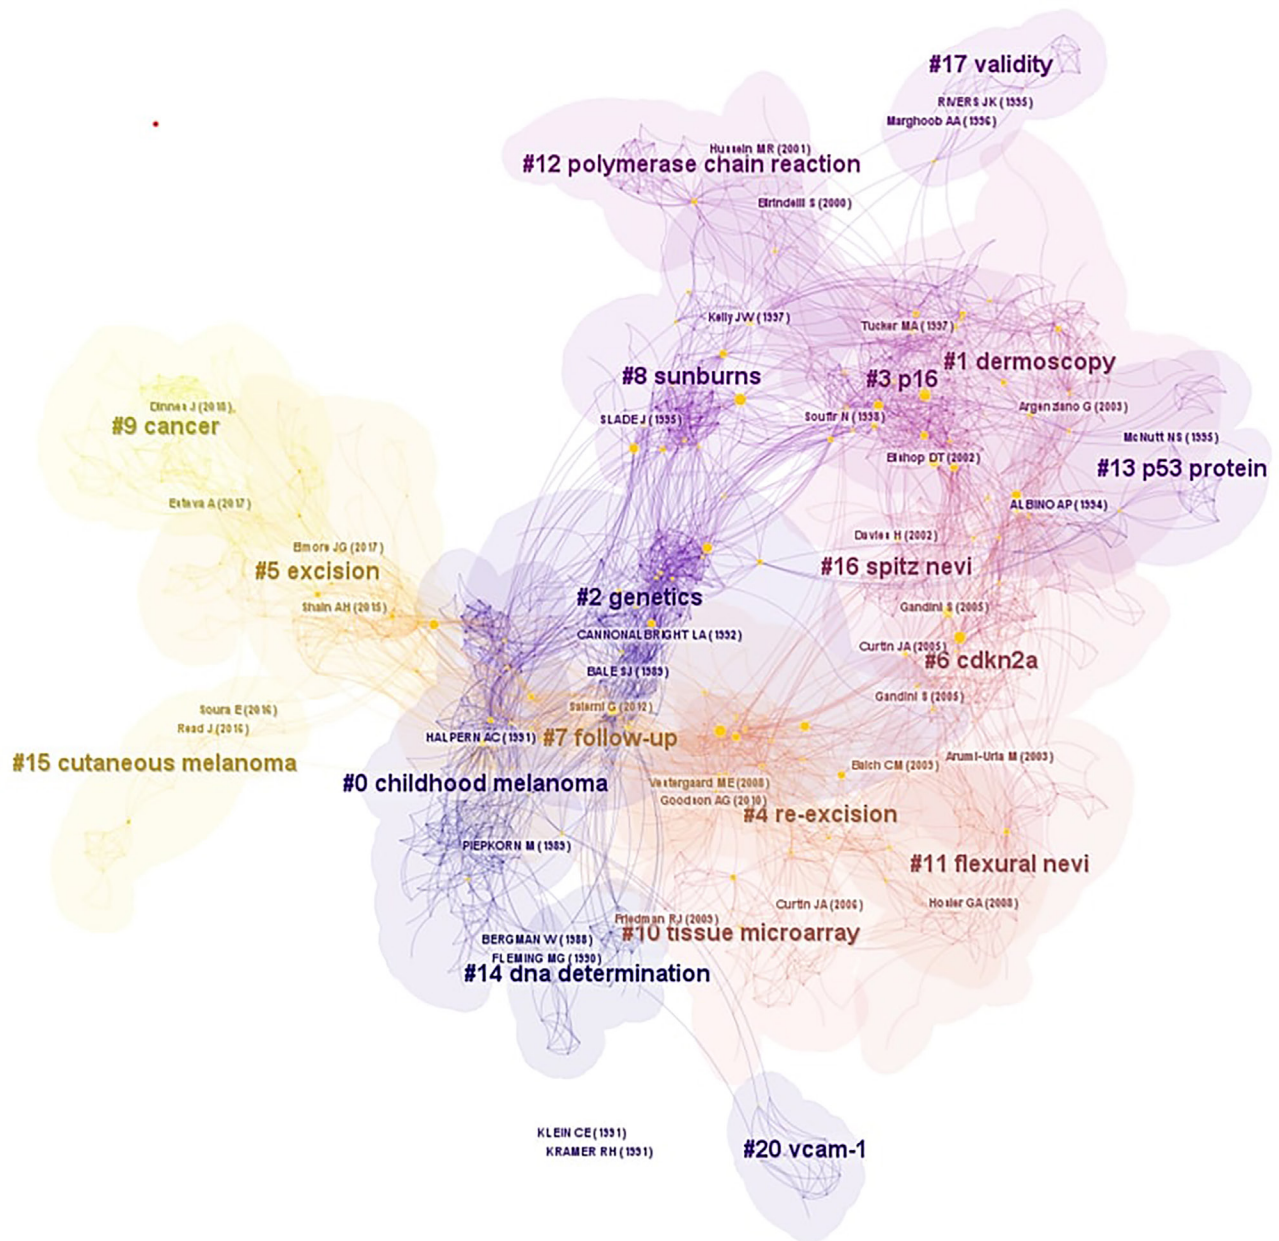 #17 validity
RIVERS JK (1995)
Marghoob AA (1996)
Hussein MR (2001)
#12 polymerase chain reaction
Birindelli S (2000)
Kelly JW (1997)
Tucker MA (1997)
#1 dermoscopy
#8 sunburns
#3 p16
Dinnes J (2018),
Argenziano G (2003)
SLADE J (1995)
Soufir N (1998)
#9 cancer
McNutt NS (1995)
Bishop DT (2002)
#13 p53 protein
Esteva A (2017)
ALBINO AP (1994)
Davies H (2002)
Elmore JG (2017)
#5 excision
#16 spitz nevi
#2 genetics
Shain AH (2015)
Gandini S (2005)
CANNONALBRIGHT LA (1992)
Curtin JA (2005)
#6 cdkn2a
BALE SJ (1989)
Gandini S (2005)
Salerni G (2012)
Soura E (2016)
Read J (2016)
HALPERN AC (1991)
#7 follow-up
Arumi-Uria M (2003)
#15 cutaneous melanoma
Balch CM (2009)
#0 childhood melanoma
Vestergaard ME (2008)
Goodson AG (2010)
#4 re-excision
PIEPKORN M (1989)
#11 flexural nevi
Curtin JA (2006)
Hosler GA (2008)
Friedman RJ (2009)
#10 tissue microarray
BERGMAN W (1988)
FLEMING MG (1990)
#14 dna determination
KLEIN CE (1991)
KRAMER RH (1991)
#20 vcam-1